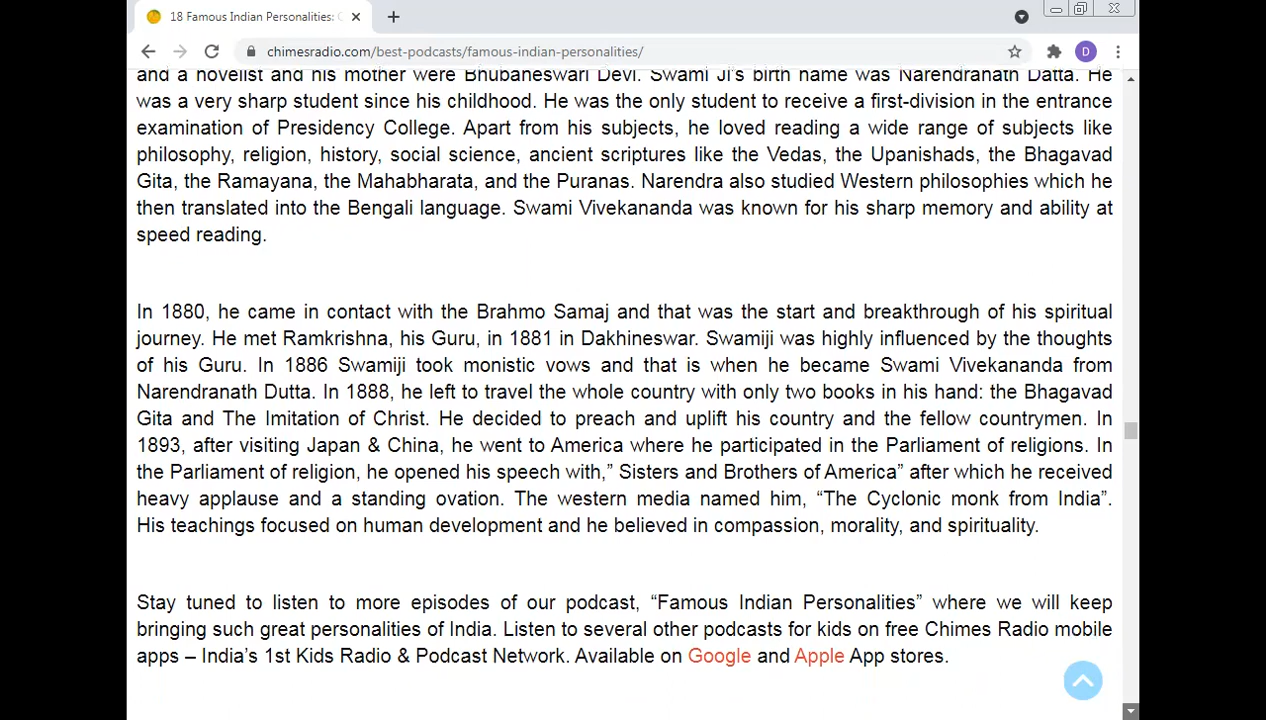 18 Famous Indian Personalities:
chimesradio.com/best-podcasts/famous-indian-personalities/
D
and a novelist and his mother were Bhubaneswari Devi. Swami Ji's birth name was Narendranath Datta. He
was a very sharp student since his childhood. He was the only student to receive a first-division in the entrance
examination of Presidency College. Apart from his subjects, he loved reading a wide range of subjects like
philosophy, religion, history, social science, ancient scriptures like the Vedas, the Upanishads, the Bhagavad
Gita, the Ramayana, the Mahabharata, and the Puranas. Narendra also studied Western philosophies which he
then translated into the Bengali language. Swami Vivekananda was known for his sharp memory and ability at
speed reading.
In 1880, he came in contact with the Brahmo Samaj and that was the start and breakthrough of his spiritual
journey. He met Ramkrishna, his Guru, in 1881 in Dakhineswar. Swamiji was highly influenced by the thoughts
of his Guru. In 1886 Swamiji took monistic vows and that is when he became Swami Vivekananda from
Narendranath Dutta. In 1888, he left to travel the whole country with only two books in his hand: the Bhagavad
Gita and The Imitation of Christ. He decided to preach and uplift his country and the fellow countrymen. In
1893, after visiting Japan & China, he went to America where he participated in the Parliament of religions. In
the Parliament of religion, he opened his speech with,” Sisters and Brothers of America” after which he received
heavy applause and a standing ovation. The western media named him, “The Cyclonic monk from India”.
His teachings focused on human development and he believed in compassion, morality, and spirituality.
Stay tuned to listen to more episodes of our podcast, “Famous Indian Personalities” where we will keep
bringing such great personalities of India. Listen to several other podcasts for kids on free Chimes Radio mobile
apps – India’s 1st Kids Radio & Podcast Network. Available on Google and Apple App stores.